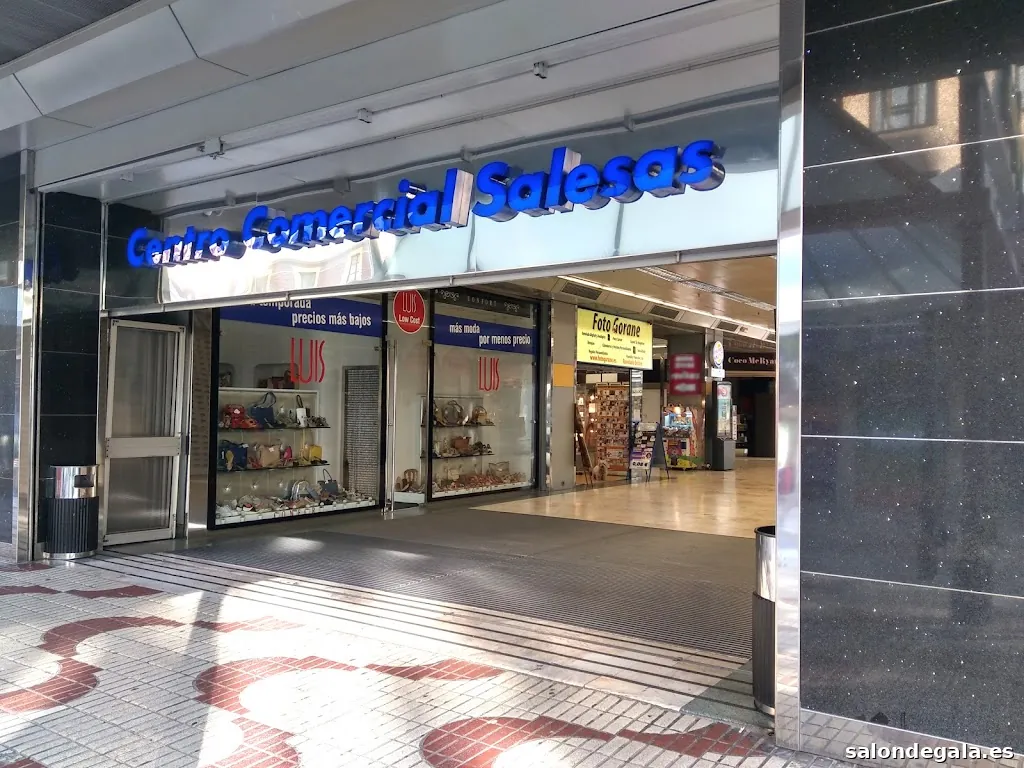 Centro Comercial Salesas
temporada
precios más bajos
LUIS
LUIS
Low Cost
más moda
por menos precio
LUIS
Foto Gorane
Coco McRy
salondegala.es